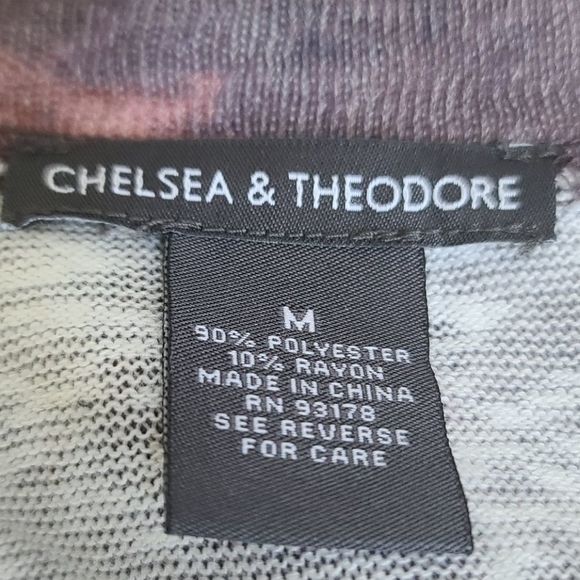 CHELSEA & THEODORE
M
90% POLYESTER
10% RAYON
MADE IN CHINA
RN 93178
SEE REVERSE
FOR CARE